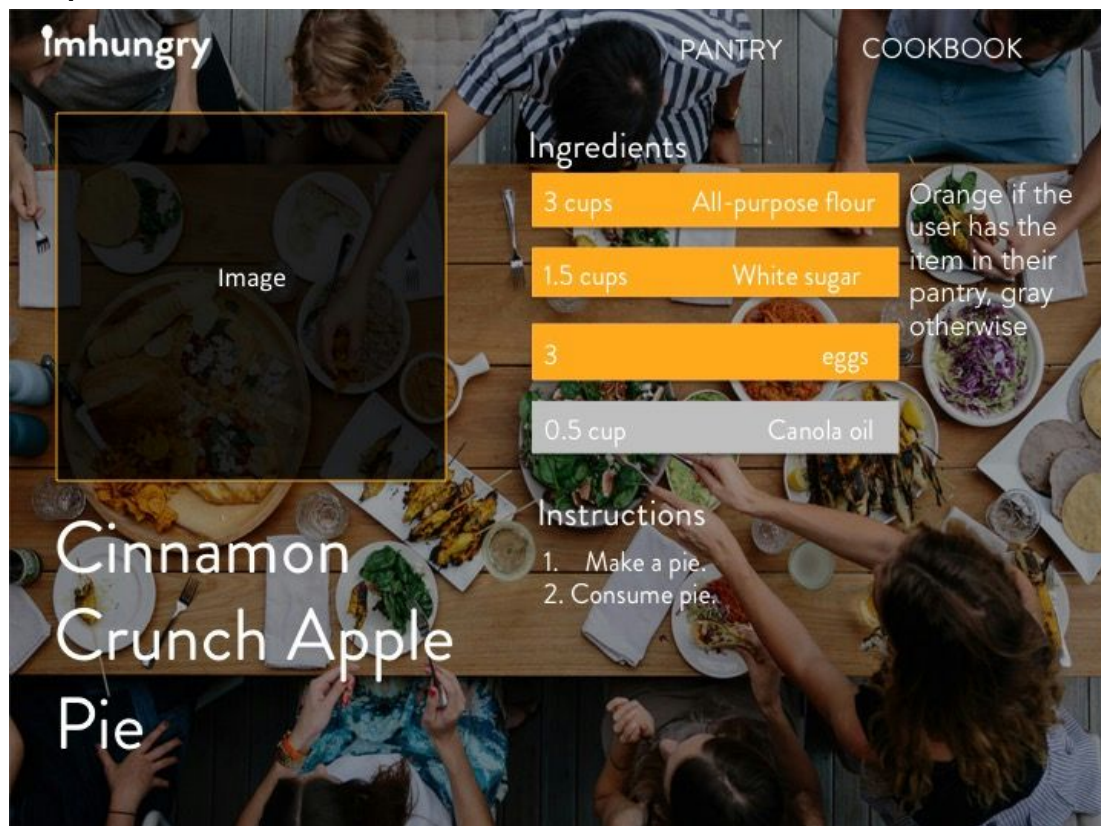 imhungry
PANTRY
COOKBOOK
Image
Cinnamon
Crunch Apple
Pie
Ingredients
3 cups All-purpose flour
1.5 cups White sugar
3 eggs
0.5 cup Canola oil
Orange if the
user has the
item in their
pantry, gray
otherwise
Instructions
1. Make a pie.
2. Consume pie.